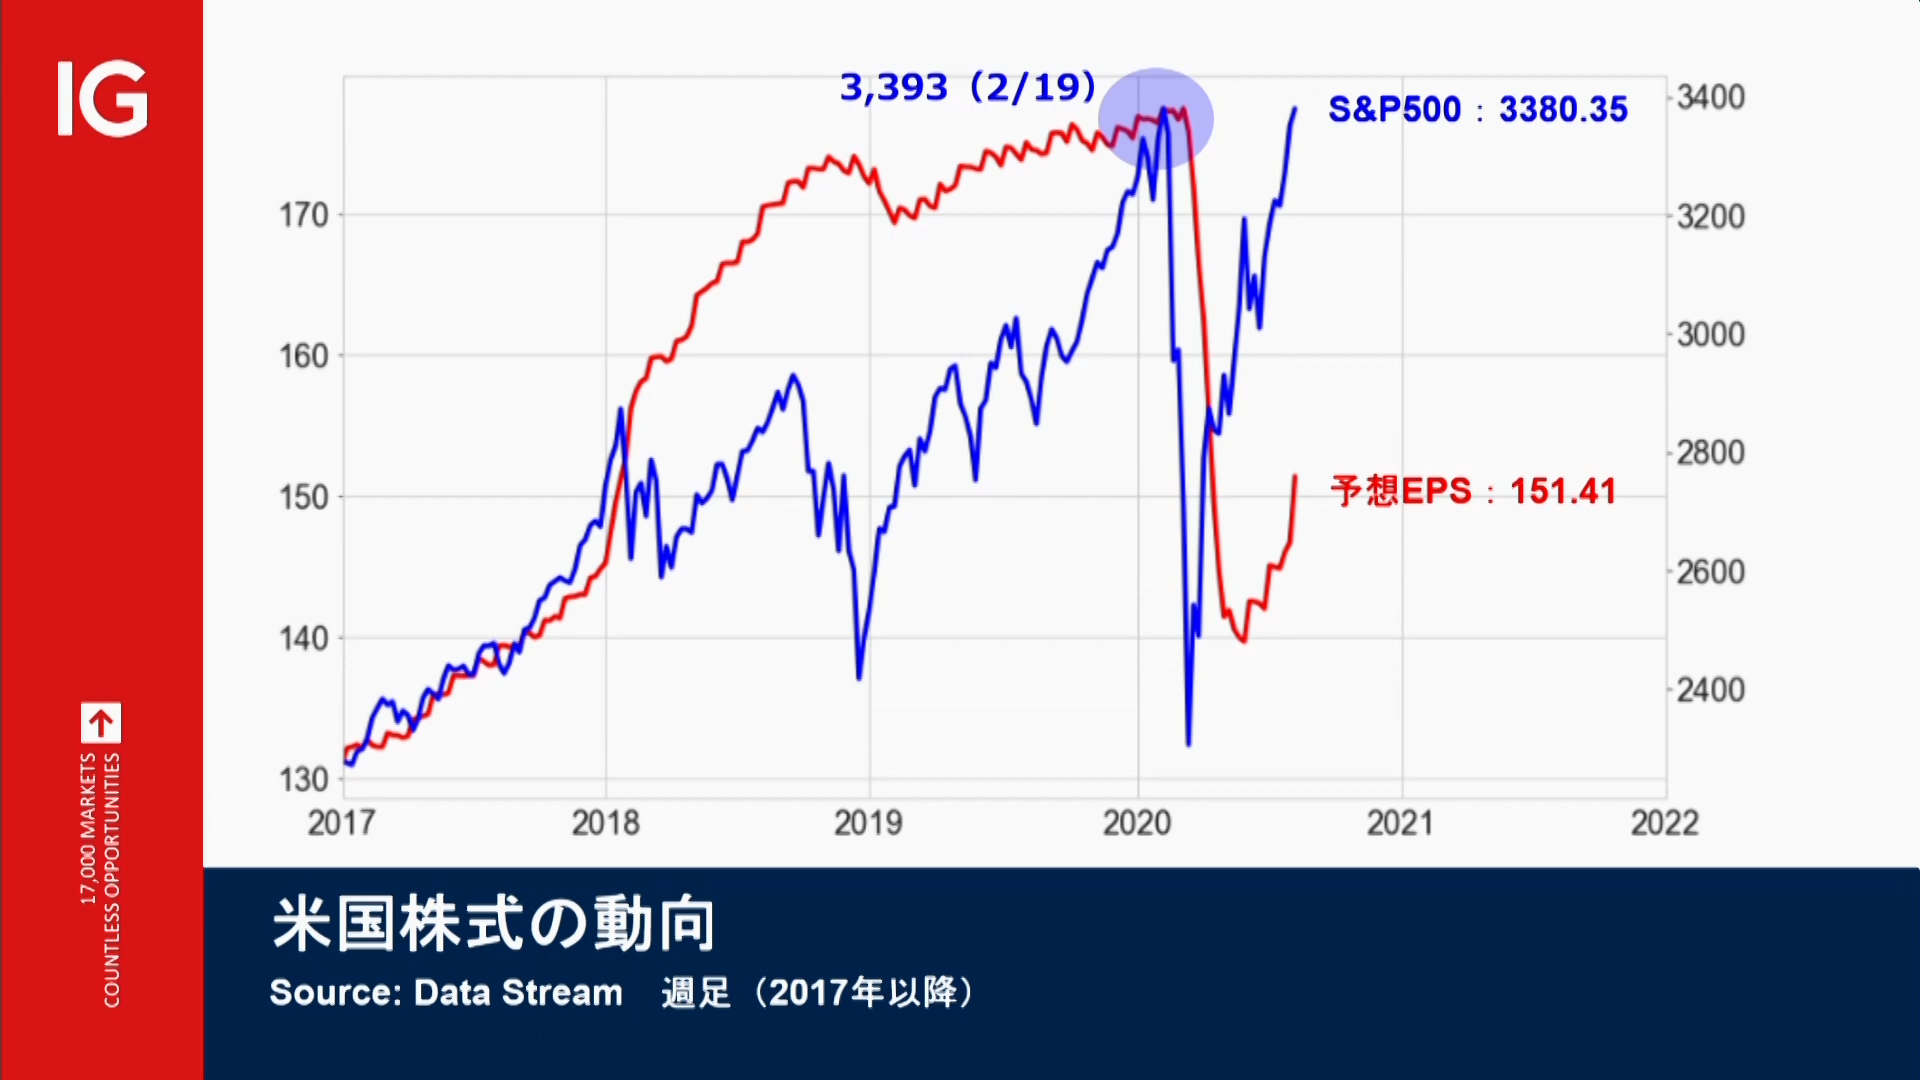 IG
3,393（2/19）
S&P500：3380.35
予想EPS：151.41
170
160
150
140
130
3400
3200
3000
2800
2600
2400
2017 2018 2019 2020 2021 2022
17,000 MARKETS
COUNTLESS OPPORTUNITIES
米国株式の動向
Source: Data Stream　週足（2017年以降）